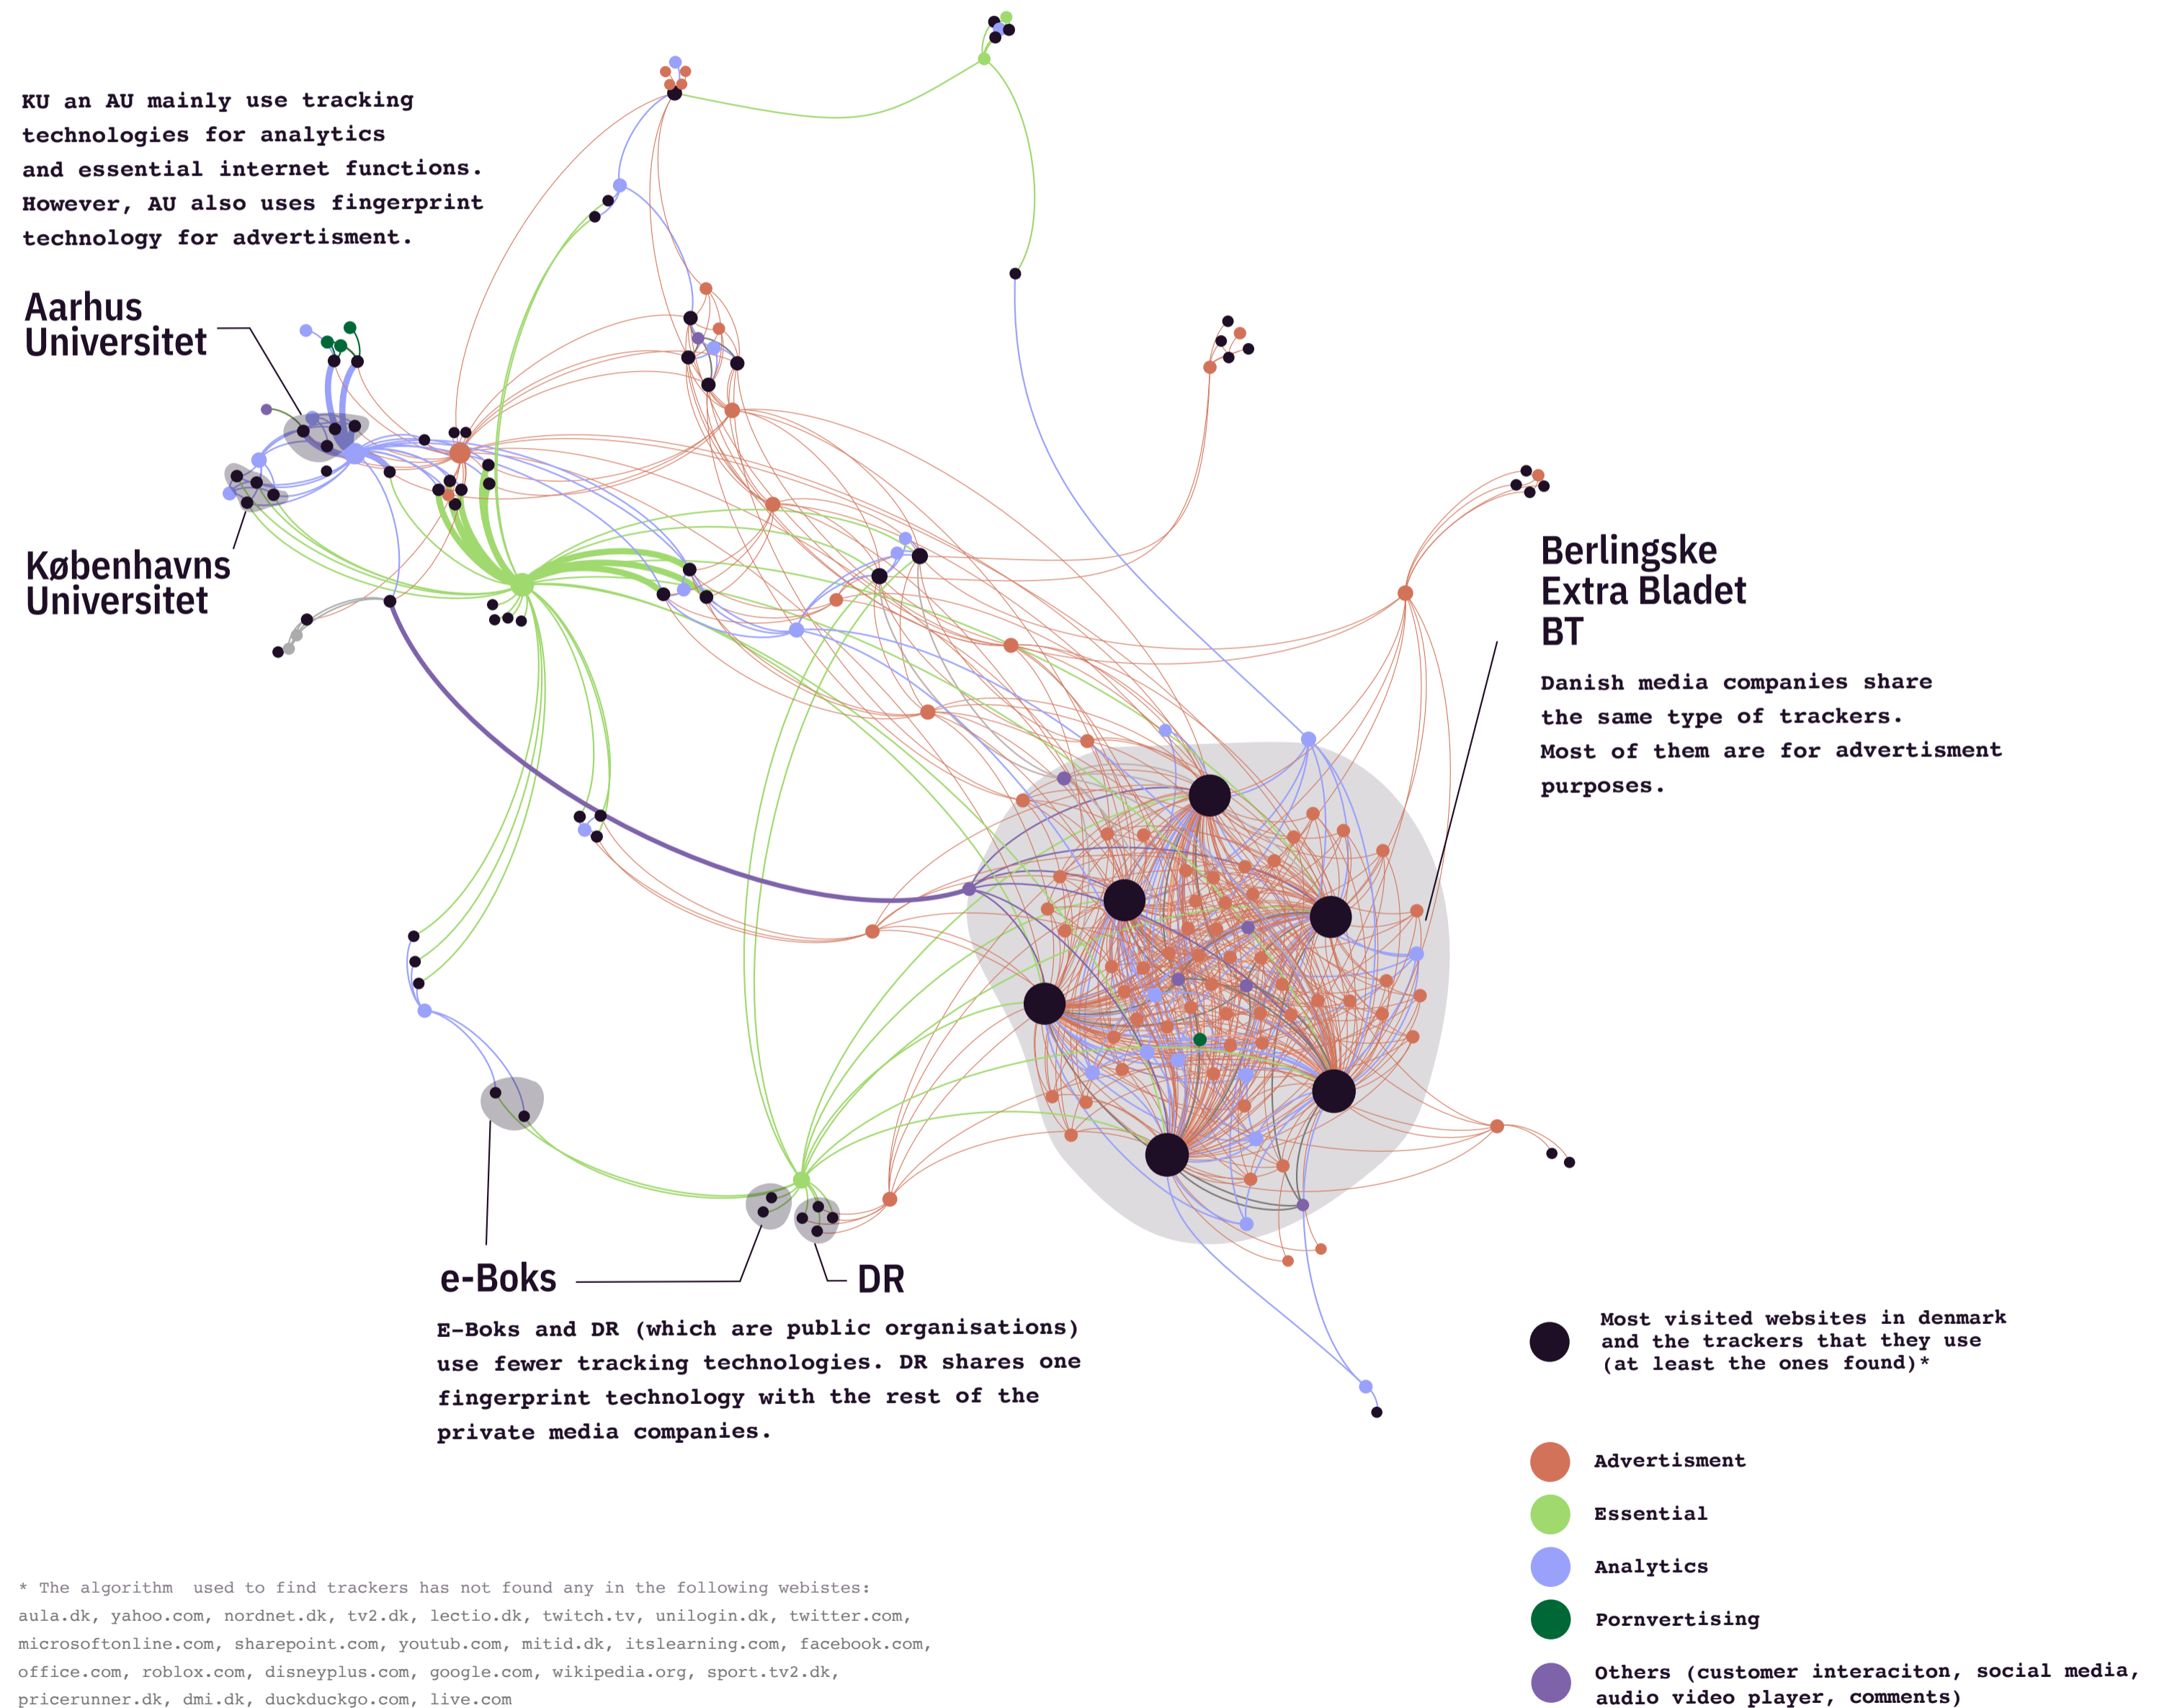 KU an AU mainly use tracking
technologies for analytics
and essential internet functions.
However, AU also uses fingerprint
technology for advertisment.
Aarhus
Universitet
Københavns
Universitet
Berlingske
Extra Bladet
BT
Danish media companies share
the same type of trackers.
Most of them are for advertisment
purposes.
e-Boks
DR
E-Boks and DR (which are public organisations)
use fewer tracking technologies. DR shares one
fingerprint technology with the rest of the
private media companies.
Most visited websites in denmark
and the trackers that they use
(at least the ones found)*
Advertisment
Essential
Analytics
Pornvertising
Others (customer interaciton, social media,
audio video player, comments)
* The algorithm used to find trackers has not found any in the following webistes:
aula.dk, yahoo.com, nordnet.dk, tv2.dk, lectio.dk, twitch.tv, unilogin.dk, twitter.com,
microsoftonline.com, sharepoint.com, youtub.com, mitid.dk, itslearning.com, facebook.com,
office.com, roblox.com, disneyplus.com, google.com, wikipedia.org, sport.tv2.dk,
pricerunner.dk, dmi.dk, duckduckgo.com, live.com